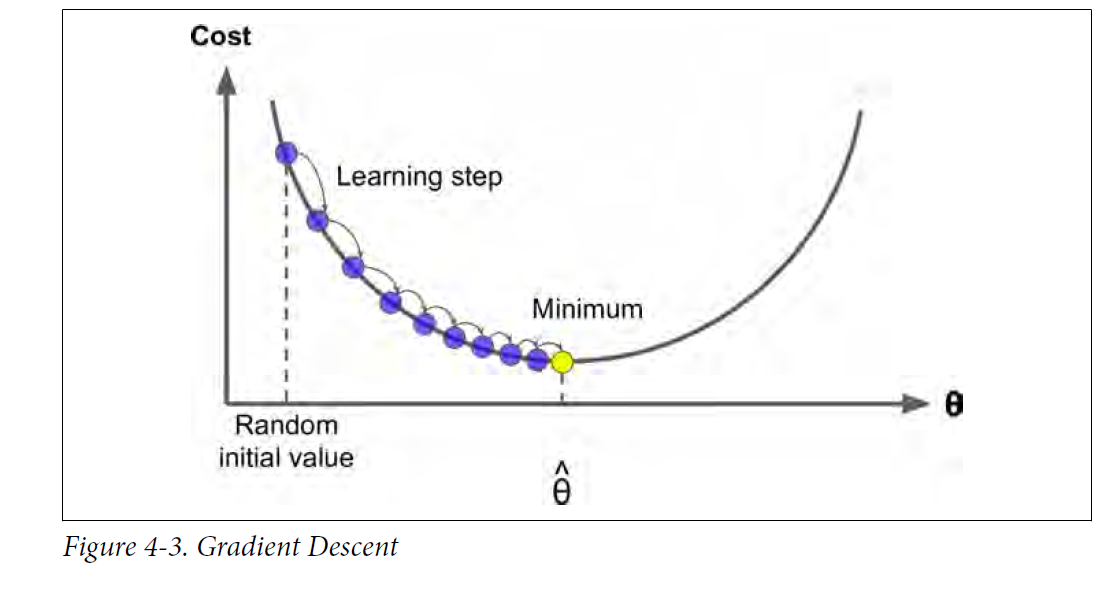 Cost
Learning step
Minimum
θ
Random
initial value
^
θ
Figure 4-3. Gradient Descent